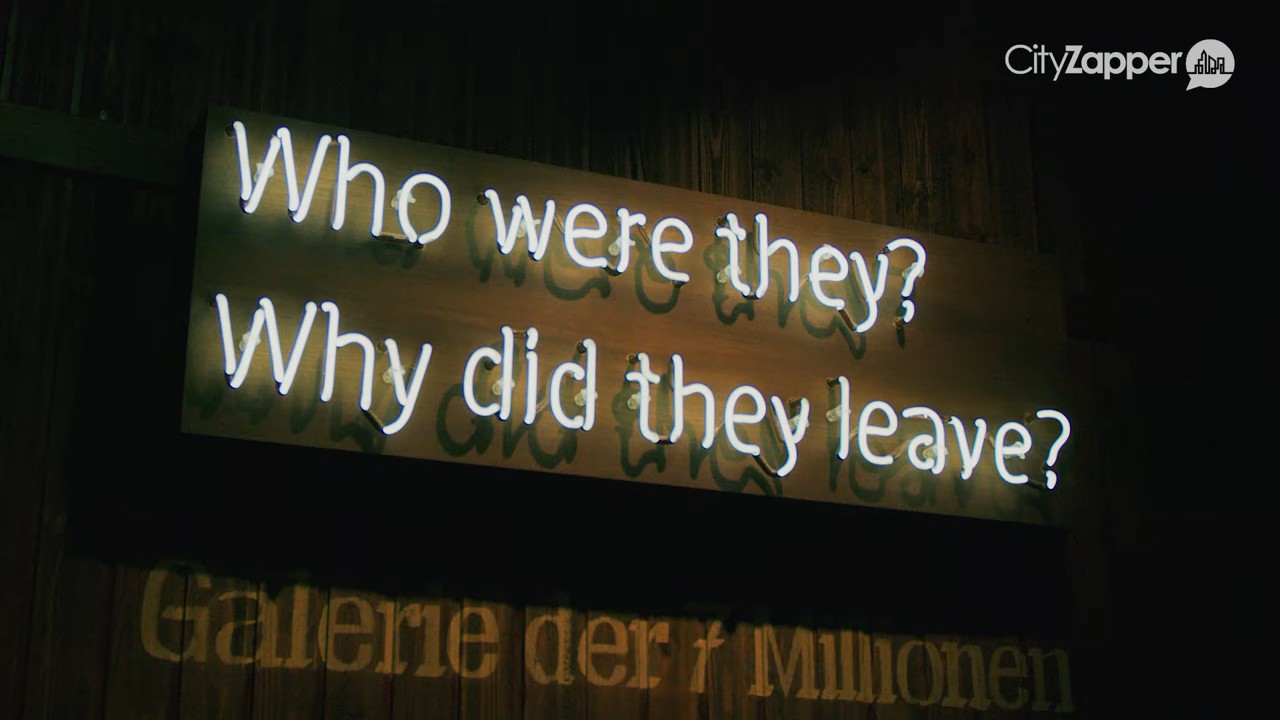 CityZapper
Who were they?
Why did they leave?
Galerie der 7 Millionen